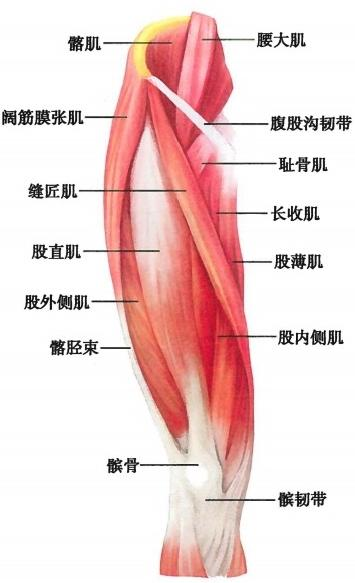 髂肌
腰大肌
阔筋膜张肌
腹股沟韧带
耻骨肌
缝匠肌
长收肌
股直肌
股薄肌
股外侧肌
股内侧肌
髂胫束
髌骨
髌韧带